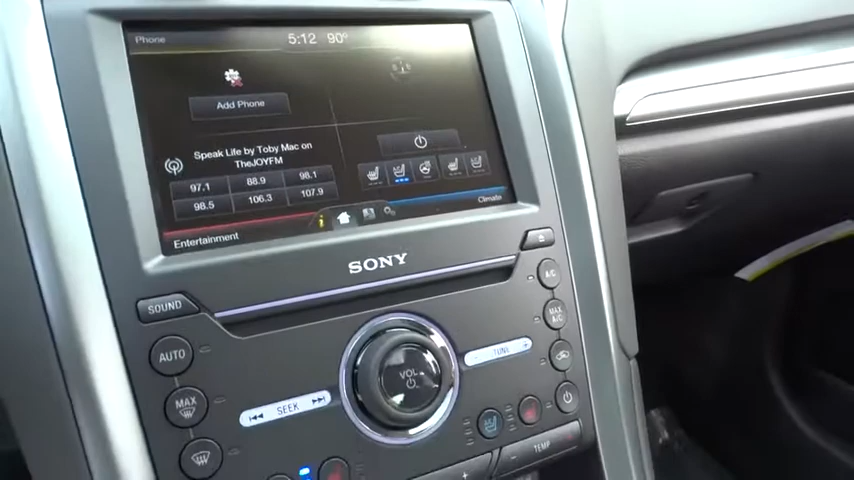 Phone
5:12 90°
Add Phone
Speak Life by Toby Mac on
TheJOYFM
97.1 88.9 98.1
98.5 106.3 107.9
Entertainment
Climate
SONY
SOUND
AUTO
MAX
A/C
MAX
A/C
- TUNE +
VOL
SEEK
- TEMP
+